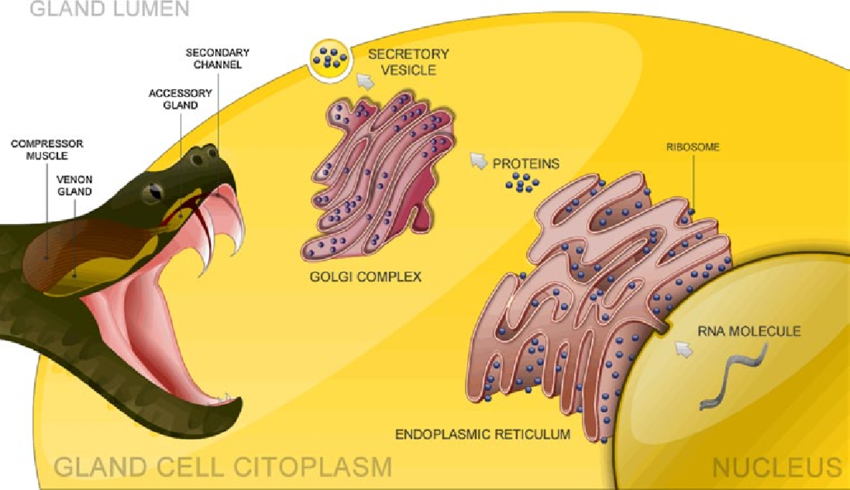 GLAND LUMEN
SECONDARY
CHANNEL
ACCESSORY
GLAND
COMPRESSOR
MUSCLE
VENON
GLAND
SECRETORY
VESICLE
PROTEINS
RIBOSOME
GOLGI COMPLEX
RNA MOLECULE
ENDOPLASMIC RETICULUM
GLAND CELL CITOPLASM
NUCLEUS